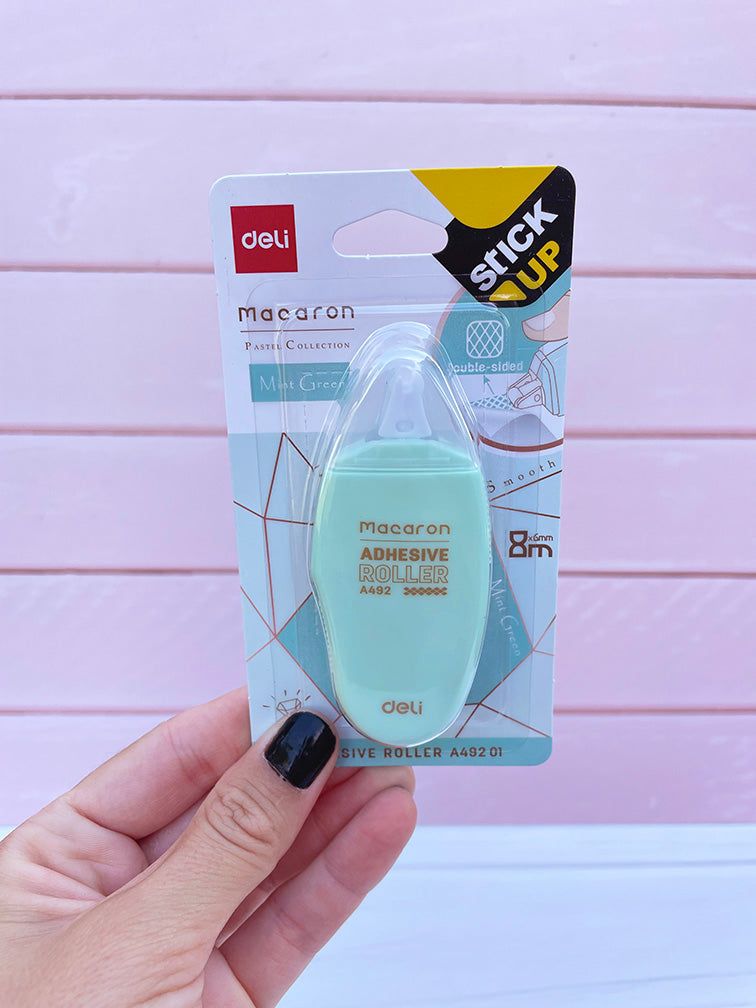 deli
stick
UP
Macaron
Pastel Collection
Mint Green
Double-sided
Smooth
8m x6mm
Macaron
ADHESIVE
ROLLER
A492
Mint Green
deli
SIVE ROLLER A492 01